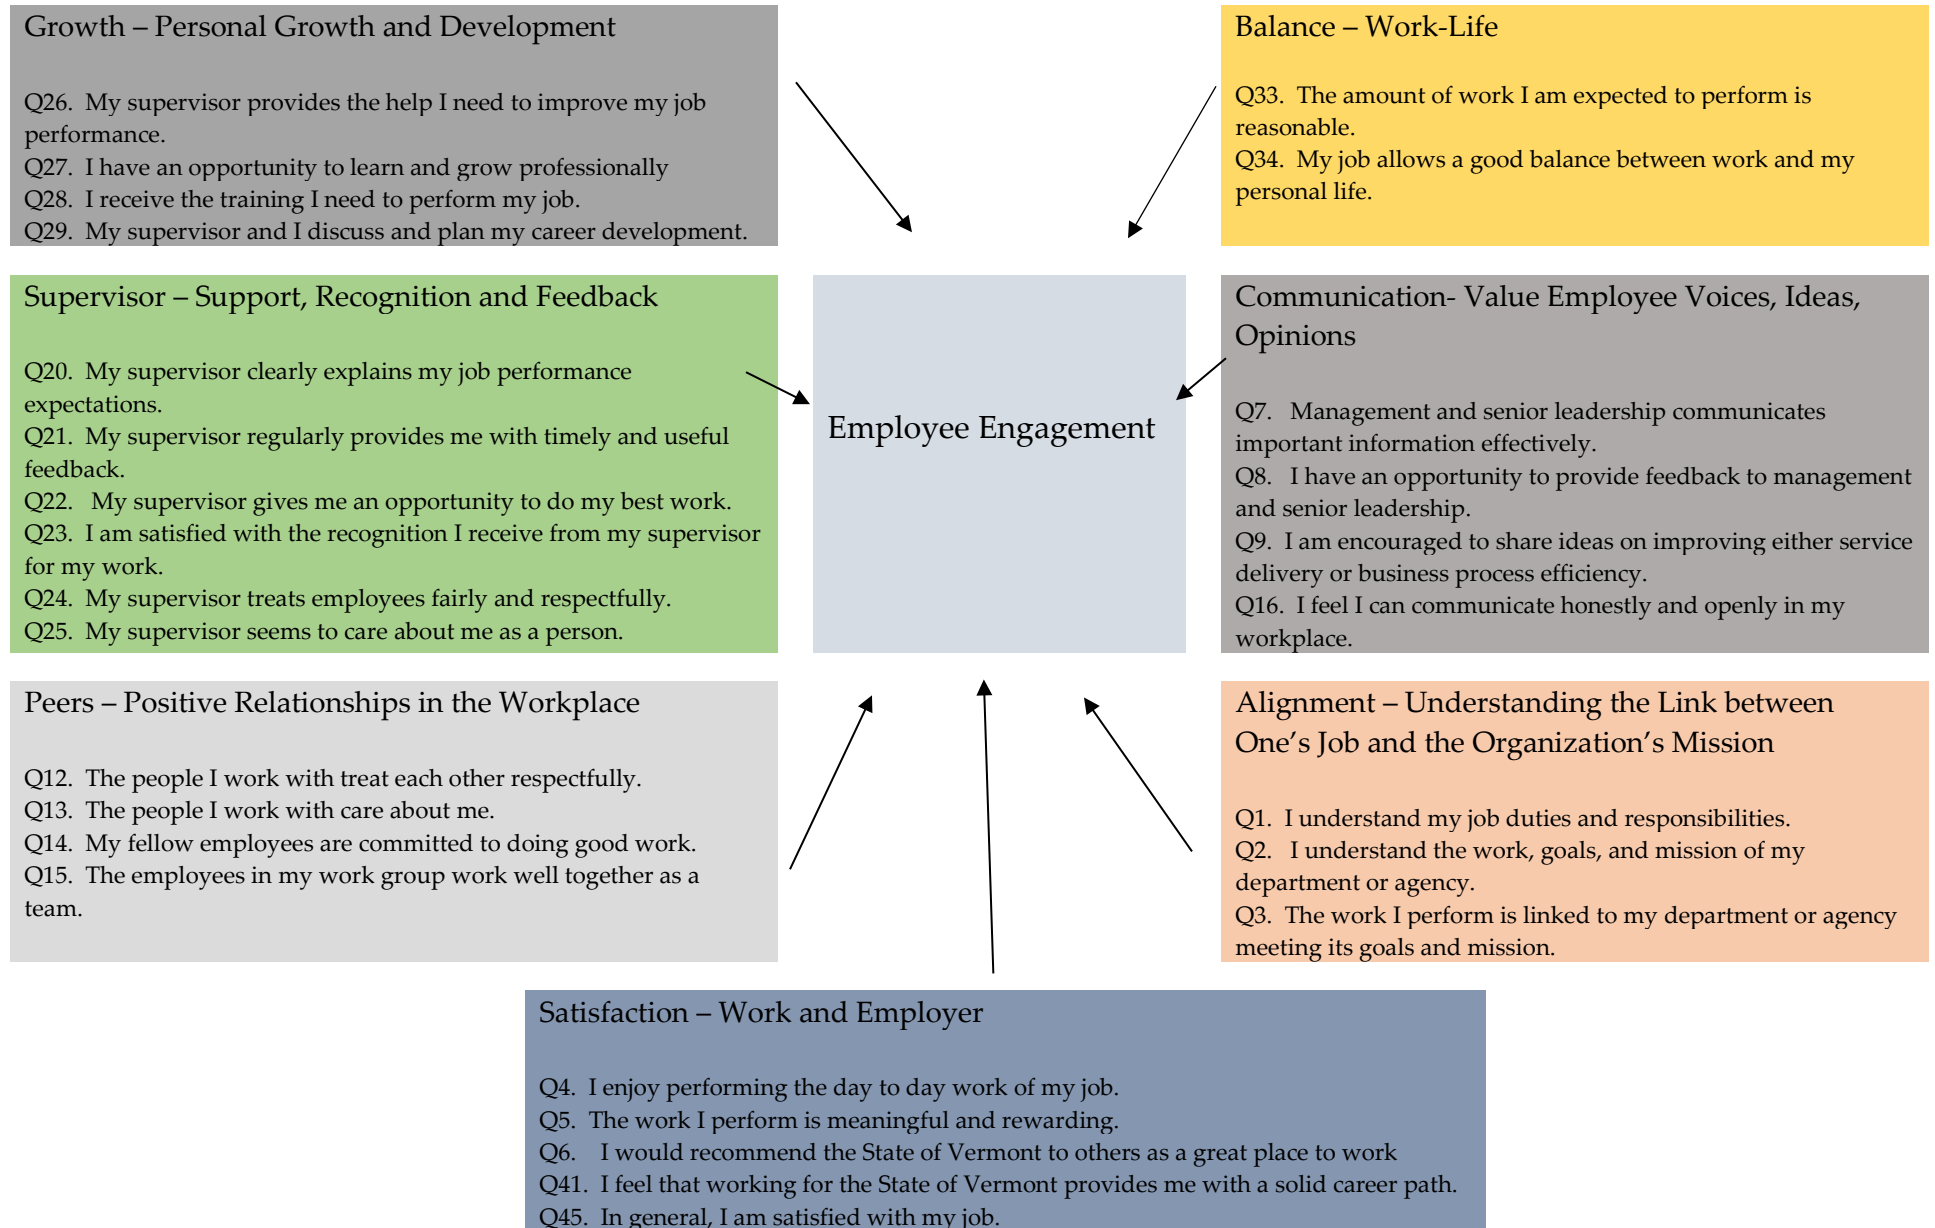 Growth – Personal Growth and Development
Q26.  My supervisor provides the help I need to improve my job
performance.
Q27.  I have an opportunity to learn and grow professionally
Q28.  I receive the training I need to perform my job.
Q29.  My supervisor and I discuss and plan my career development.
Balance – Work-Life
Q33.  The amount of work I am expected to perform is
reasonable.
Q34.  My job allows a good balance between work and my
personal life.
Supervisor – Support, Recognition and Feedback
Q20.  My supervisor clearly explains my job performance
expectations.
Q21.  My supervisor regularly provides me with timely and useful
feedback.
Q22.   My supervisor gives me an opportunity to do my best work.
Q23.  I am satisfied with the recognition I receive from my supervisor
for my work.
Q24.  My supervisor treats employees fairly and respectfully.
Q25.  My supervisor seems to care about me as a person.
Employee Engagement
Communication- Value Employee Voices, Ideas,
Opinions
Q7.   Management and senior leadership communicates
important information effectively.
Q8.   I have an opportunity to provide feedback to management
and senior leadership.
Q9.  I am encouraged to share ideas on improving either service
delivery or business process efficiency.
Q16.  I feel I can communicate honestly and openly in my
workplace.
Peers – Positive Relationships in the Workplace
Q12.  The people I work with treat each other respectfully.
Q13.  The people I work with care about me.
Q14.  My fellow employees are committed to doing good work.
Q15.  The employees in my work group work well together as a
team.
Alignment – Understanding the Link between
One’s Job and the Organization’s Mission
Q1.  I understand my job duties and responsibilities.
Q2.   I understand the work, goals, and mission of my
department or agency.
Q3.  The work I perform is linked to my department or agency
meeting its goals and mission.
Satisfaction – Work and Employer
Q4.  I enjoy performing the day to day work of my job.
Q5.  The work I perform is meaningful and rewarding.
Q6.   I would recommend the State of Vermont to others as a great place to work
Q41.  I feel that working for the State of Vermont provides me with a solid career path.
Q45.  In general, I am satisfied with my job.